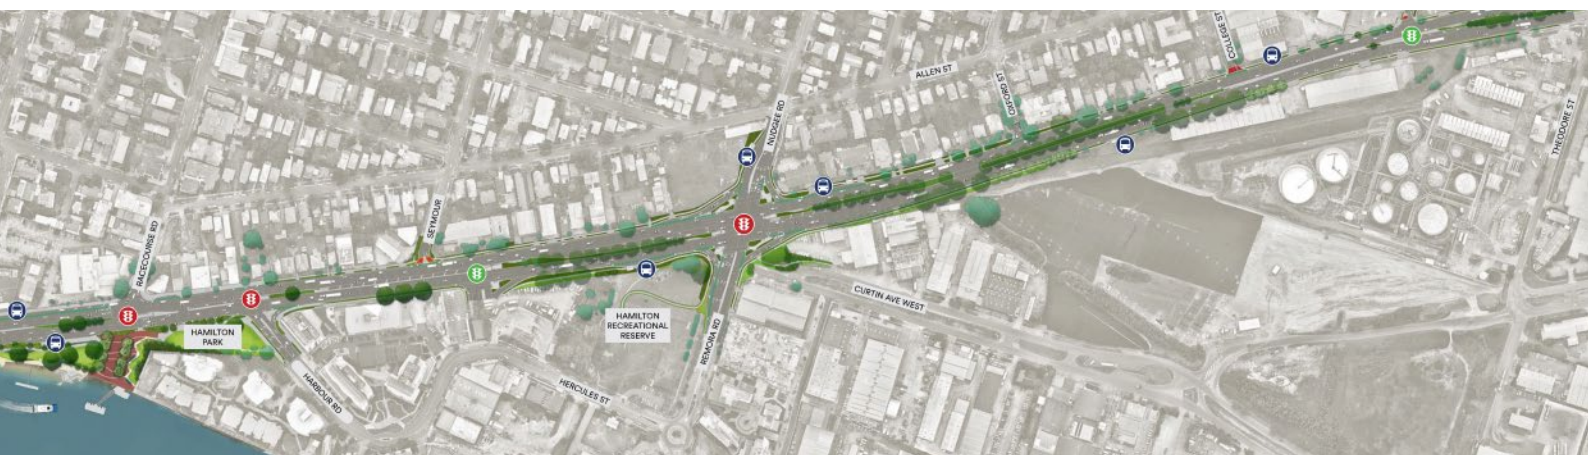 COLLEGE ST
ALLEN ST
OXFORD ST
NUDGEE RD
THEODORE ST
SEYMOUR
RACECOURSE RD
CURTIN AVE WEST
HAMILTON
PARK
HAMILTON
RECREATIONAL
RESERVE
REMORA RD
HARBOUR RD
HERCULES ST